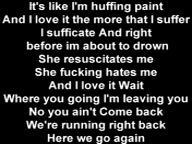 It's like I'm huffing paint
And I love it the more that I suffer
I sufficate And right
before im about to drown
She resuscitates me
She fucking hates me
And I love it Wait
Where you going I'm leaving you
No you ain't Come back
We're running right back
Here we go again